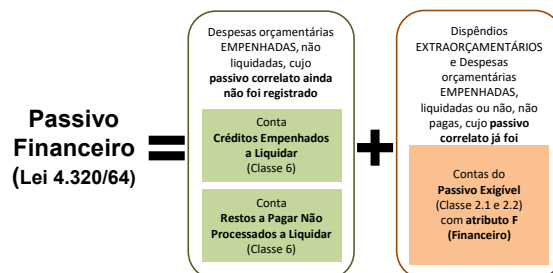 Passivo
Financeiro
(Lei 4.320/64)
=
Despesas orçamentárias
EMPENHADAS, não
liquidadas, cujo
passivo correlato ainda
não foi registrado
Conta
Créditos Empenhados
a Liquidar
(Classe 6)
Conta
Restos a Pagar Não
Processados a Liquidar
(Classe 6)
+
Dispêndios
EXTRAORÇAMENTÁRIOS
e Despesas
orçamentárias
EMPENHADAS,
liquidadas ou não, não
pagas, cujo passivo
correlato já foi
Contas do
Passivo Exigível
(Classe 2.1 e 2.2)
com atributo F
(Financeiro)